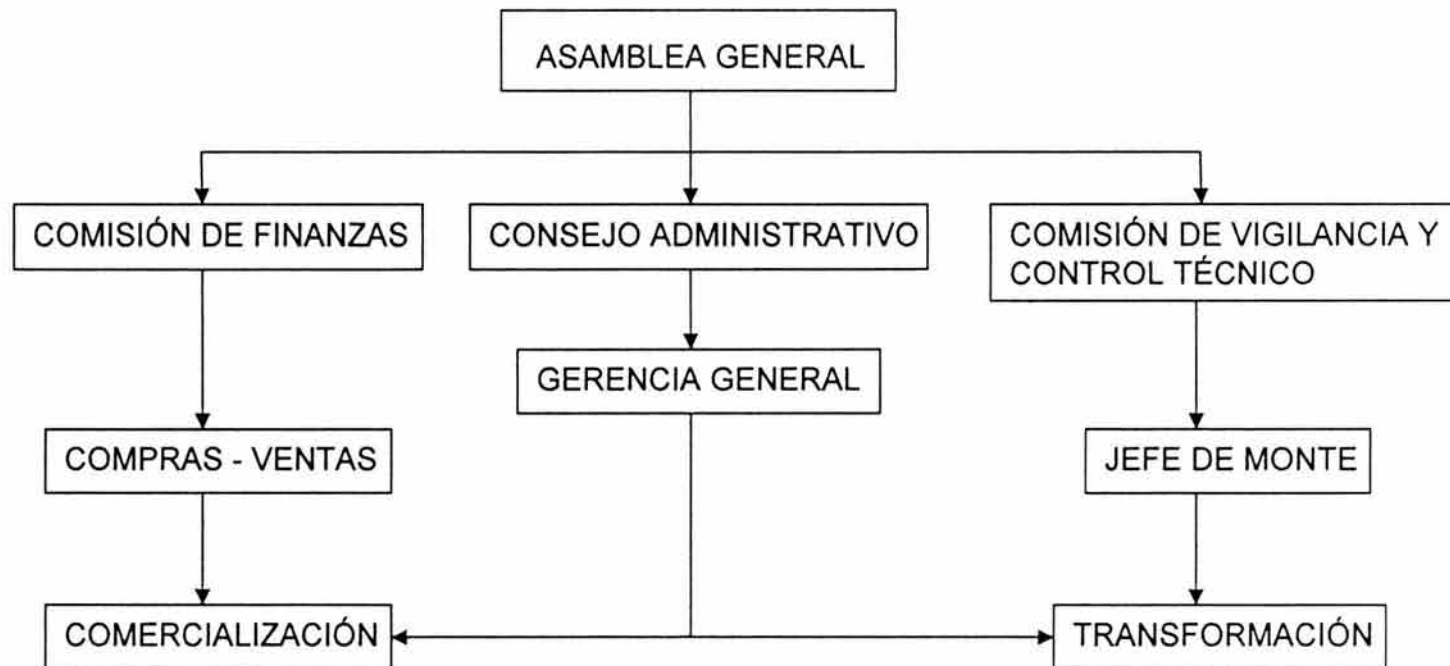 ASAMBLEA GENERAL
COMISIÓN DE FINANZAS
CONSEJO ADMINISTRATIVO
COMISIÓN DE VIGILANCIA Y
CONTROL TÉCNICO
GERENCIA GENERAL
COMPRAS - VENTAS
JEFE DE MONTE
COMERCIALIZACIÓN
TRANSFORMACIÓN